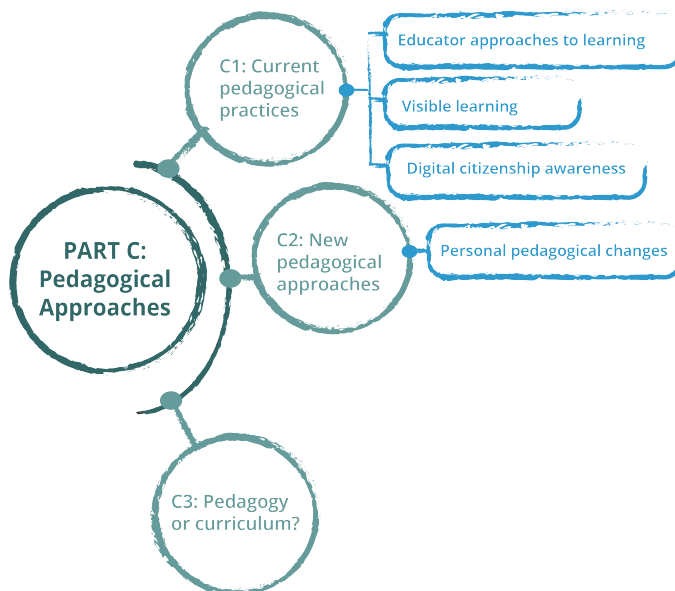 PART C:
Pedagogical
Approaches
C1: Current
pedagogical
practices
Educator approaches to learning
Visible learning
Digital citizenship awareness
C2: New
pedagogical
approaches
Personal pedagogical changes
C3: Pedagogy
or curriculum?